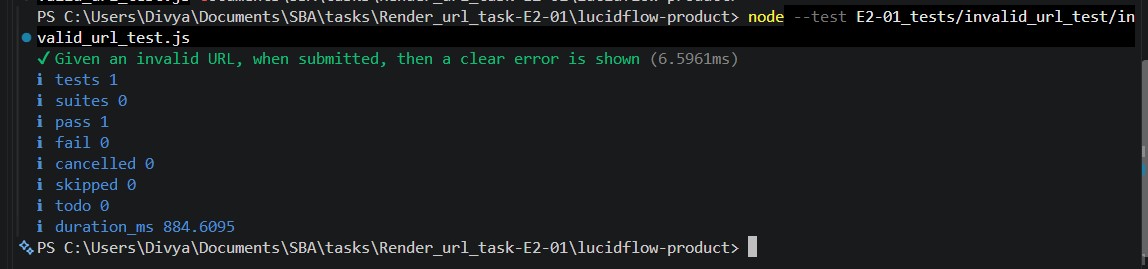 PS C:\Users\Divya\Documents\SBA\tasks\Render_url_task-E2-01\lucidflow-product> node --test E2-01_tests/invalid_url_test/in
valid_url_test.js
✔ Given an invalid URL, when submitted, then a clear error is shown (6.5961ms)
ℹ tests 1
ℹ suites 0
ℹ pass 1
ℹ fail 0
ℹ cancelled 0
ℹ skipped 0
ℹ todo 0
ℹ duration_ms 884.6095
PS C:\Users\Divya\Documents\SBA\tasks\Render_url_task-E2-01\lucidflow-product>